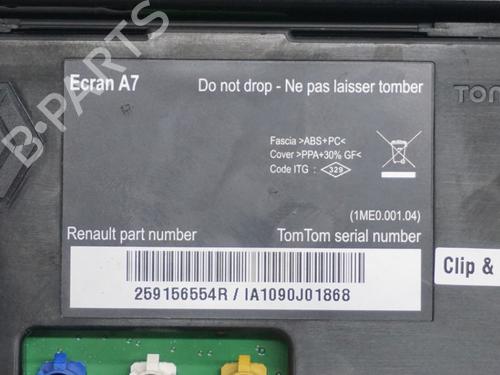 Ecran A7
Do not drop - Ne pas laisser tomber
TOM
Fascia >ABS+PC<
Cover >PPA+30% GF<
Code ITG : 329
(1ME0.001.04)
Renault part number
TomTom serial number
Clip &
259156554R / IA1090J01868
B-PARTS